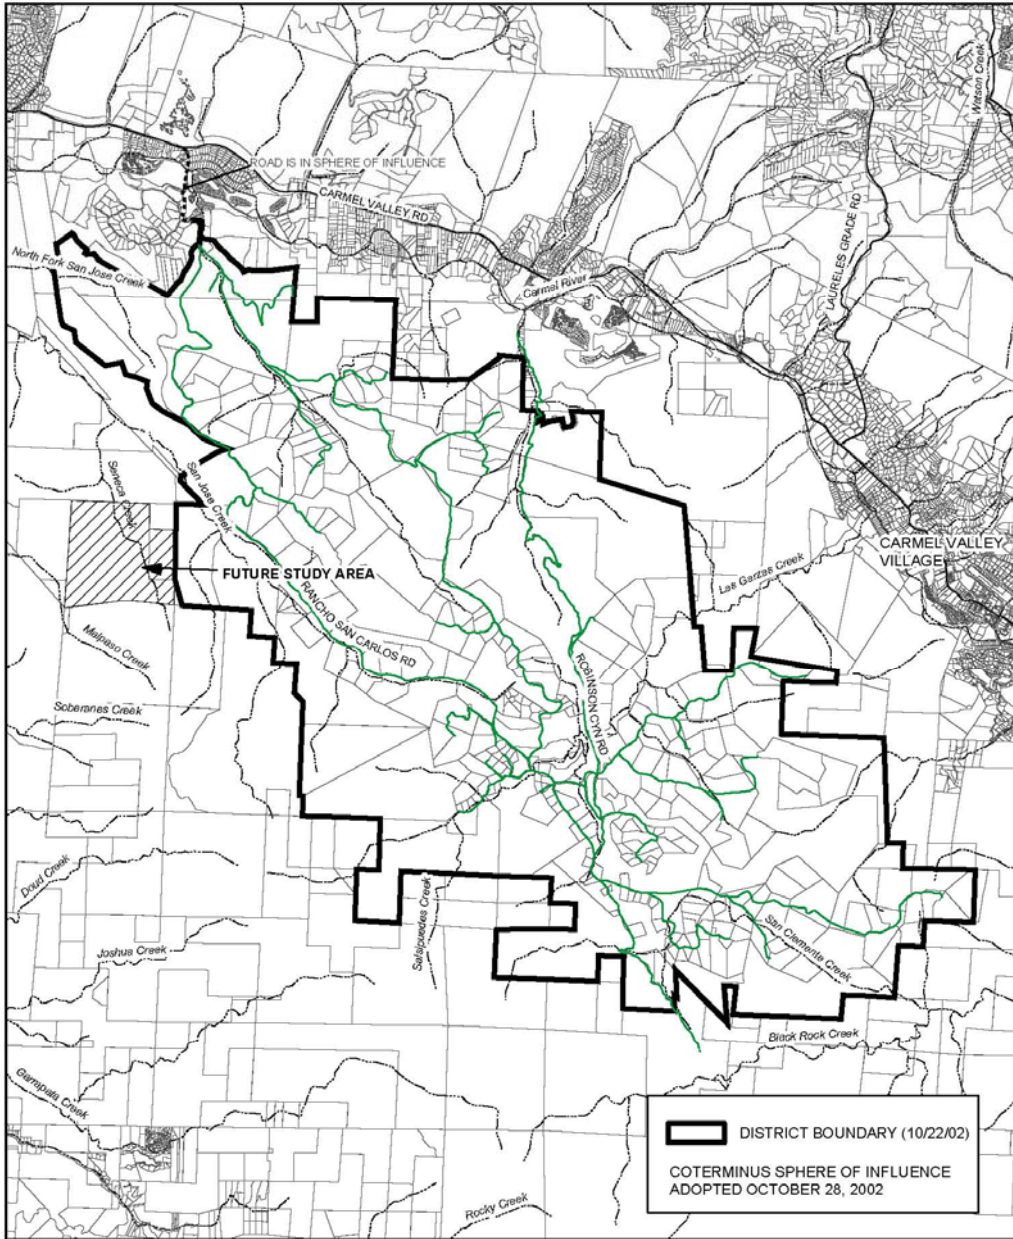 Watson Creek
ROAD IS IN SPHERE OF INFLUENCE
CARMEL VALLEY RD
LAURELES GRADE RD
North Fork San Jose Creek
Carmel River
Seneca Creek
San Jose Creek
CARMEL VALLEY
VILLAGE
FUTURE STUDY AREA
Las Garzas Creek
RANCHO SAN CARLOS RD
Malpaso Creek
ROBINSON CYN RD
Soberanes Creek
Doud Creek
Salsipuedes Creek
San Clemente Creek
Joshua Creek
Black Rock Creek
Garrapata Creek
DISTRICT BOUNDARY (10/22/02)
COTERMINUS SPHERE OF INFLUENCE
ADOPTED OCTOBER 28, 2002
Rocky Creek